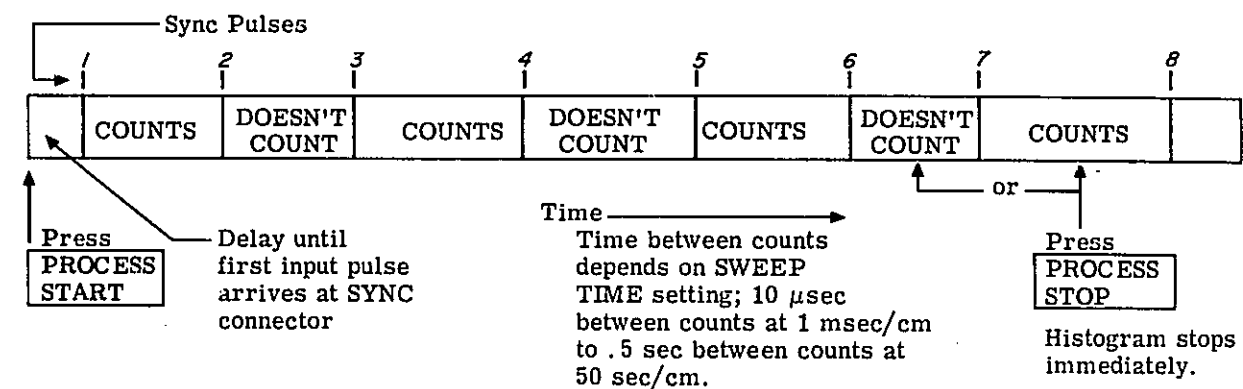 Sync Pulses
1 2 3 4 5 6 7 8
COUNTS
DOESN'T
COUNT
COUNTS
DOESN'T
COUNT
COUNTS
DOESN'T
COUNT
COUNTS
or
Press
PROCESS
START
Delay until
first input pulse
arrives at SYNC
connector
Time
Time between counts
depends on SWEEP
TIME setting; 10 μsec
between counts at 1 msec/cm
to .5 sec between counts at
50 sec/cm.
Press
PROCESS
STOP
Histogram stops
immediately.